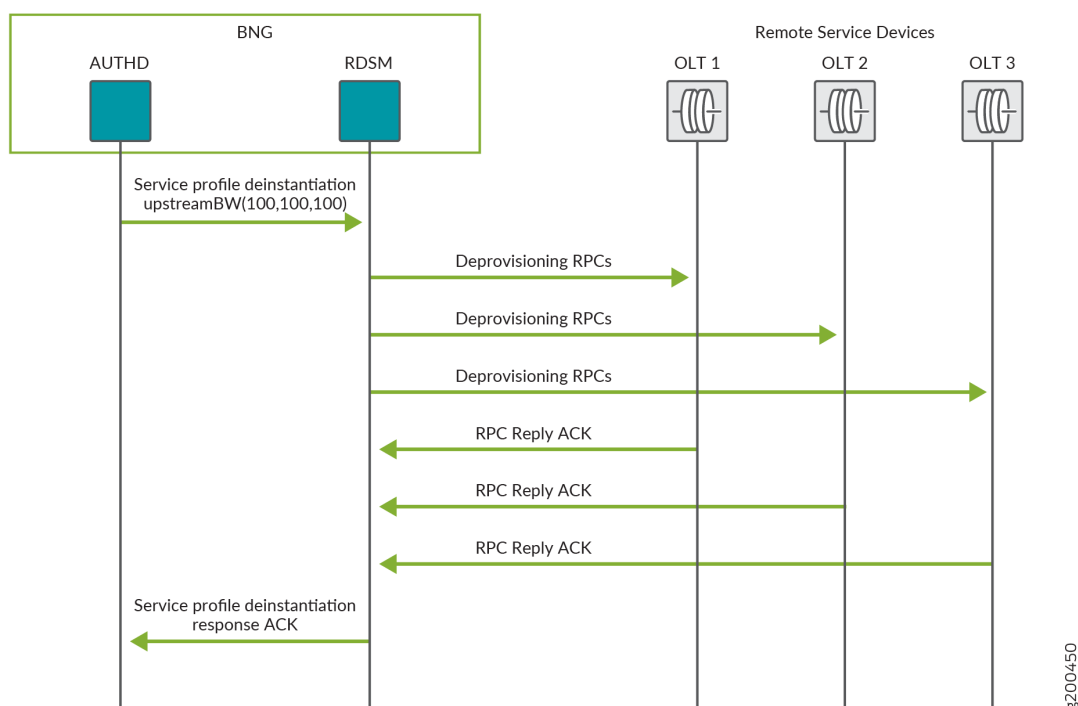 BNG
Remote Service Devices
AUTHD
RDSM
OLT 1
OLT 2
OLT 3
Service profile deinstantiation
upstreamBW(100,100,100)
Deprovisioning RPCs
Deprovisioning RPCs
Deprovisioning RPCs
RPC Reply ACK
RPC Reply ACK
RPC Reply ACK
Service profile deinstantiation
response ACK
g200450